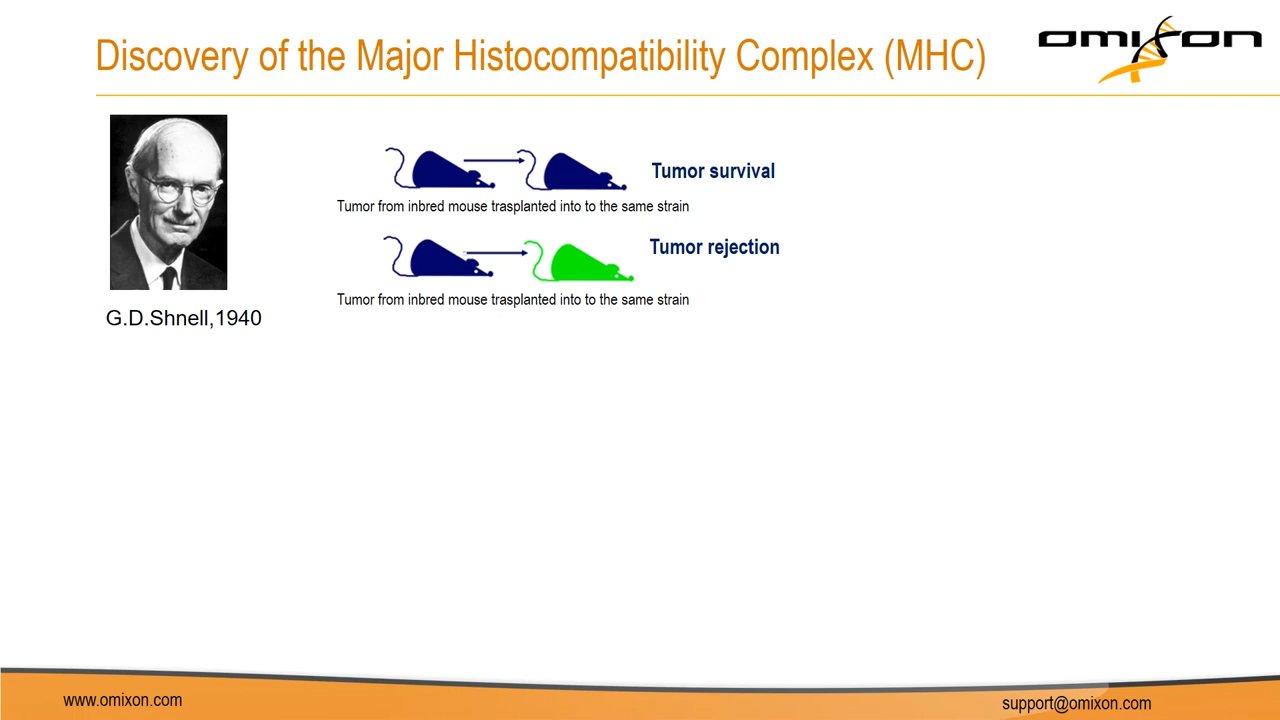 Discovery of the Major Histocompatibility Complex (MHC)
omixon
Tumor survival
Tumor from inbred mouse trasplanted into to the same strain
Tumor rejection
Tumor from inbred mouse trasplanted into to the same strain
G.D.Shnell,1940
www.omixon.com
support@omixon.com